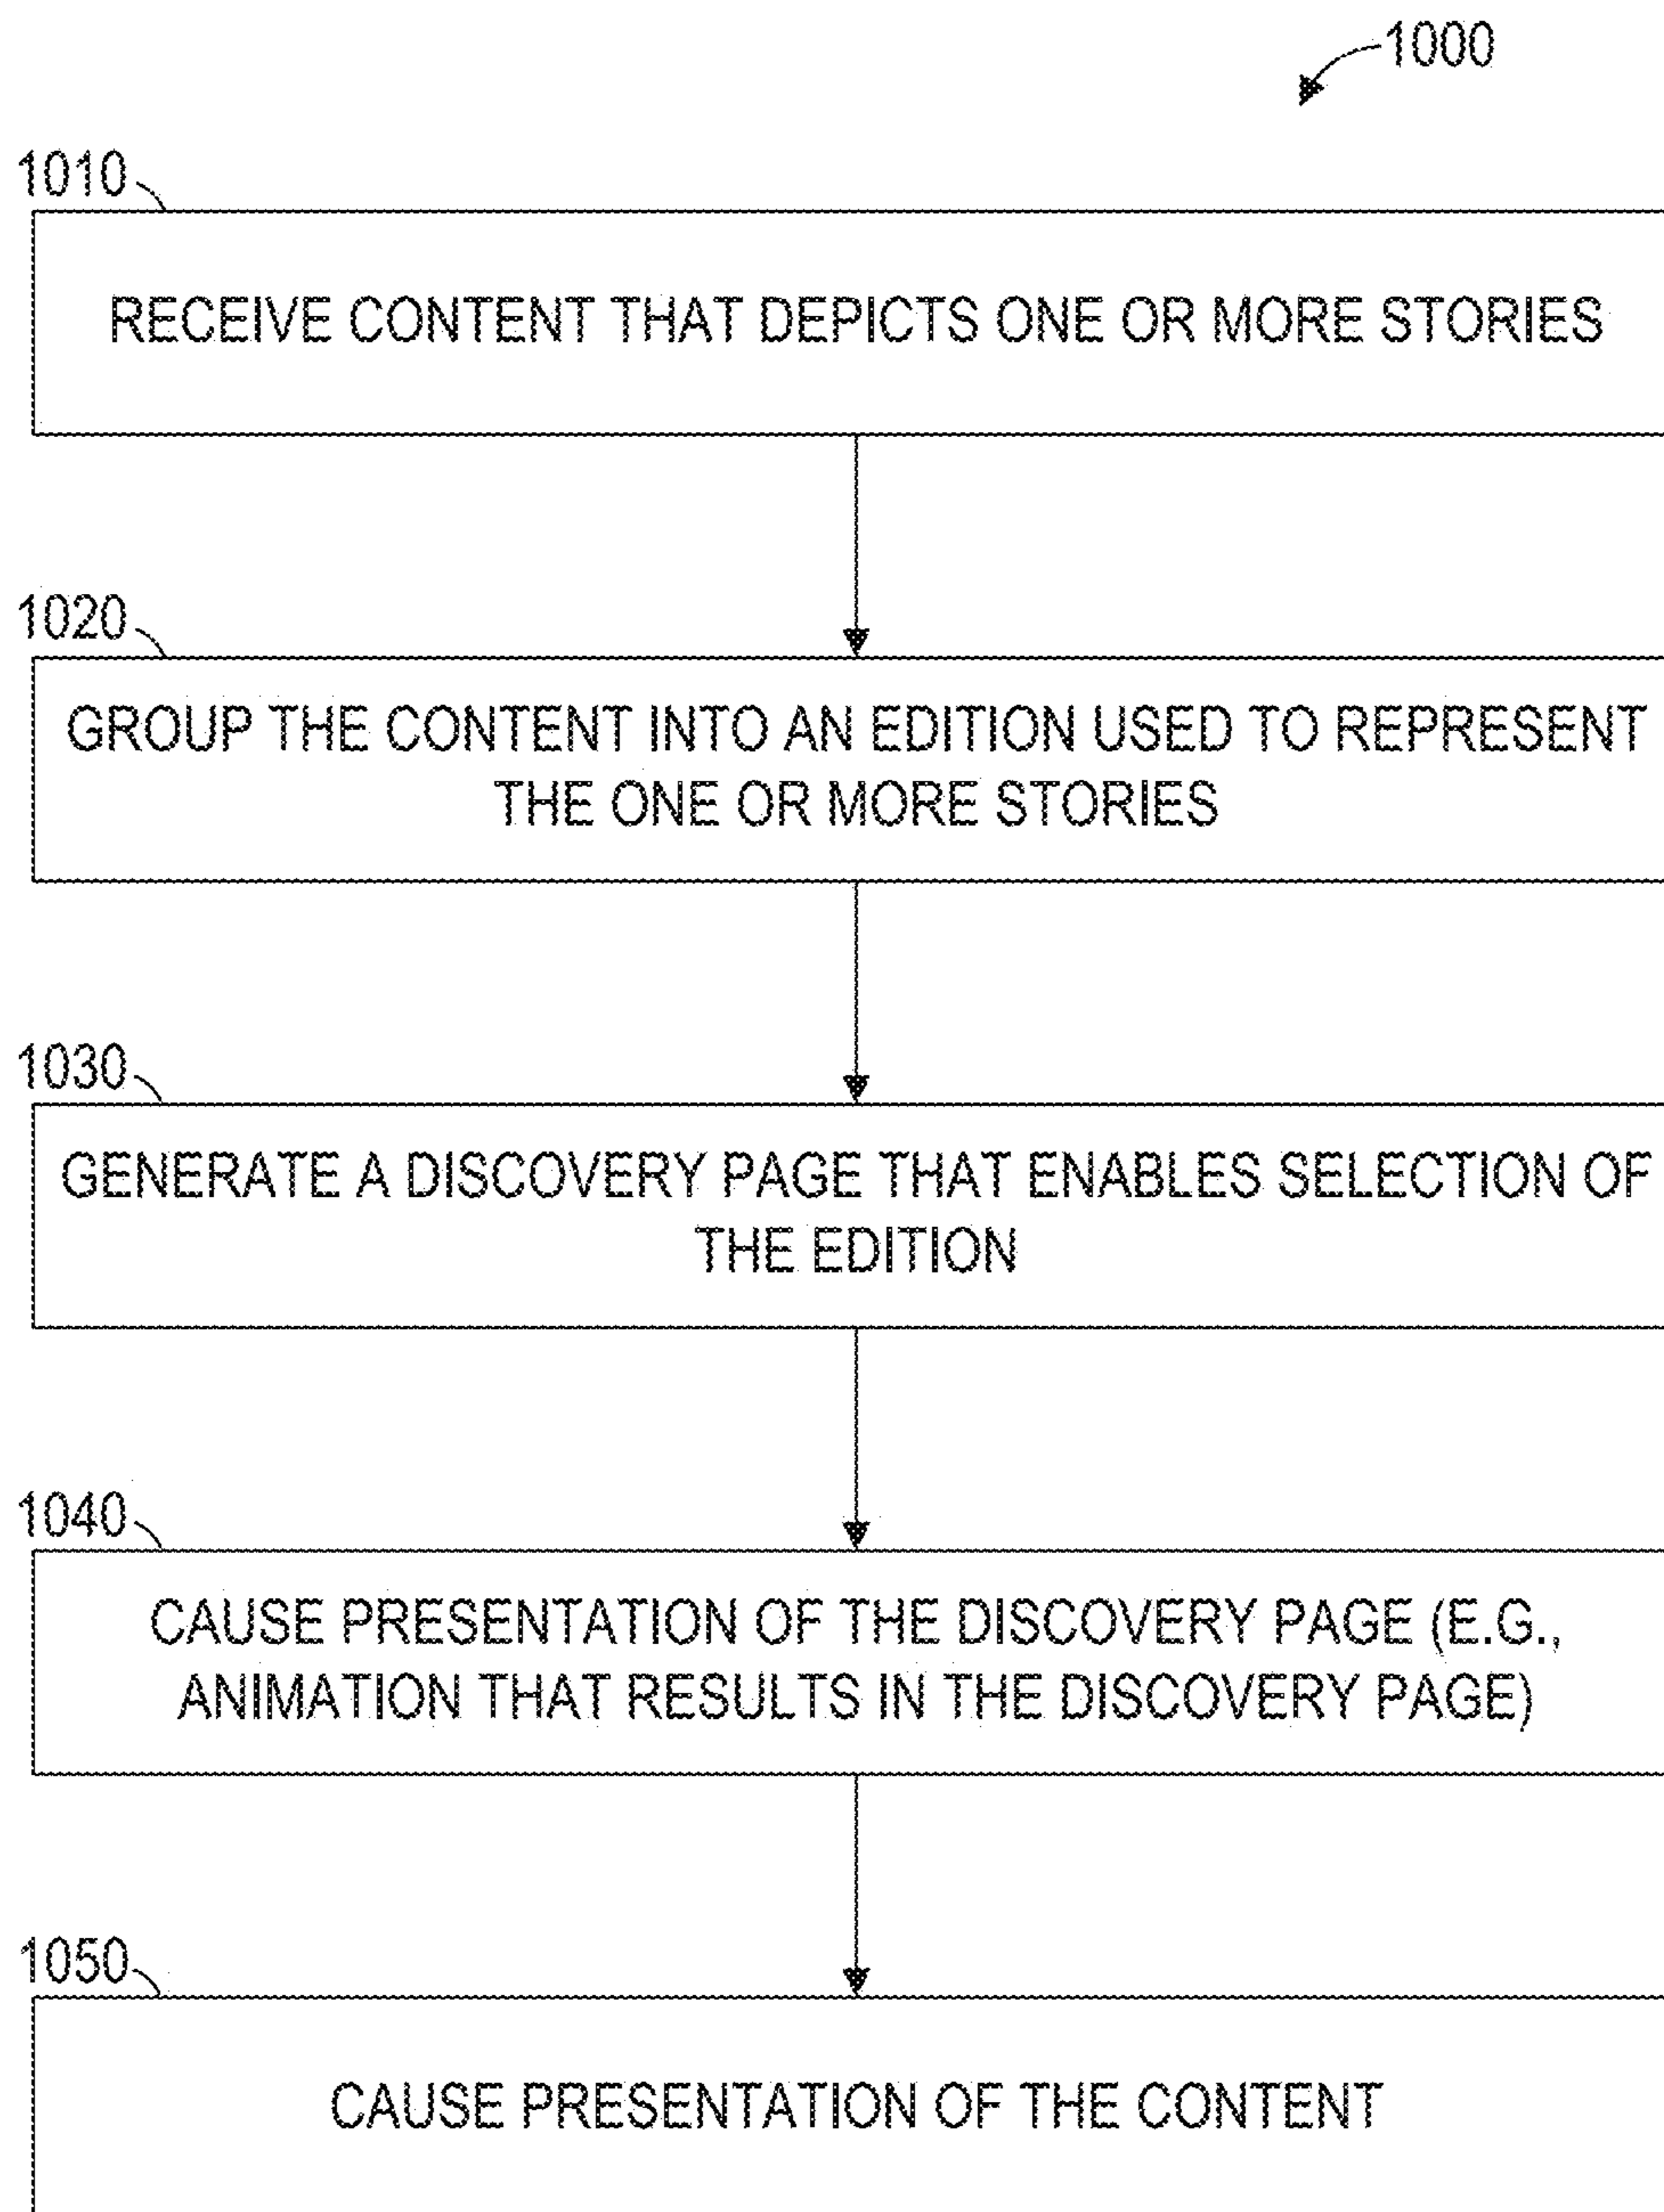 1000
1010
RECEIVE CONTENT THAT DEPICTS ONE OR MORE STORIES
1020
GROUP THE CONTENT INTO AN EDITION USED TO REPRESENT
THE ONE OR MORE STORIES
1030
GENERATE A DISCOVERY PAGE THAT ENABLES SELECTION OF
THE EDITION
1040
CAUSE PRESENTATION OF THE DISCOVERY PAGE (E.G.,
ANIMATION THAT RESULTS IN THE DISCOVERY PAGE)
1050
CAUSE PRESENTATION OF THE CONTENT